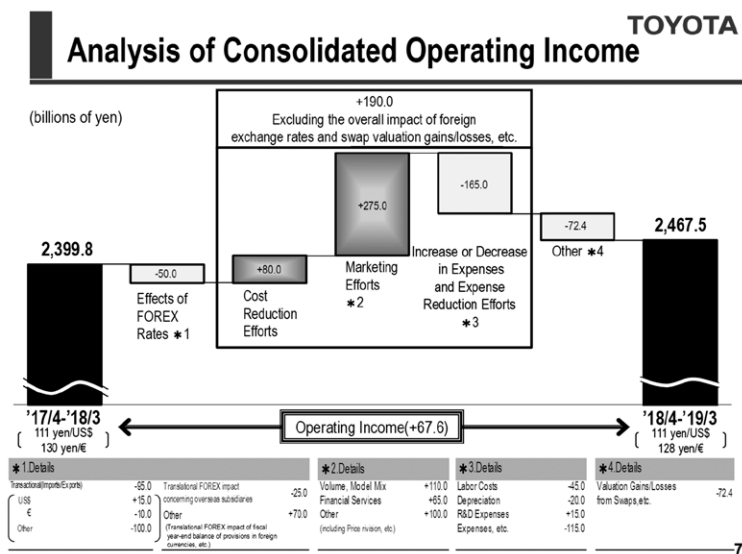 TOYOTA
Analysis of Consolidated Operating Income
(billions of yen)
+190.0
Excluding the overall impact of foreign
exchange rates and swap valuation gains/losses, etc.
2,399.8
-50.0
Effects of
FOREX
Rates ∗1
+80.0
Cost
Reduction
Efforts
+275.0
Marketing
Efforts
∗2
-165.0
Increase or Decrease
in Expenses
and Expense
Reduction Efforts
∗3
-72.4
Other ∗4
2,467.5
'17/4-'18/3
111 yen/US$
130 yen/€
Operating Income(+67.6)
'18/4-'19/3
111 yen/US$
128 yen/€
∗1.Details
Transactional(Imports/Exports) -95.0
US$ +15.0
€ -10.0
Other -100.0
Translational FOREX impact
concerning overseas subsidiaries -25.0
Other +70.0
(Translational FOREX impact of fiscal
year-end balance of provisions in foreign
currencies, etc.)
∗2.Details
Volume, Model Mix +110.0
Financial Services +65.0
Other +100.0
(including Price revision, etc.)
∗3.Details
Labor Costs -45.0
Depreciation -20.0
R&D Expenses +15.0
Expenses, etc. -115.0
∗4.Details
Valuation Gains/Losses
from Swaps,etc. -72.4
7